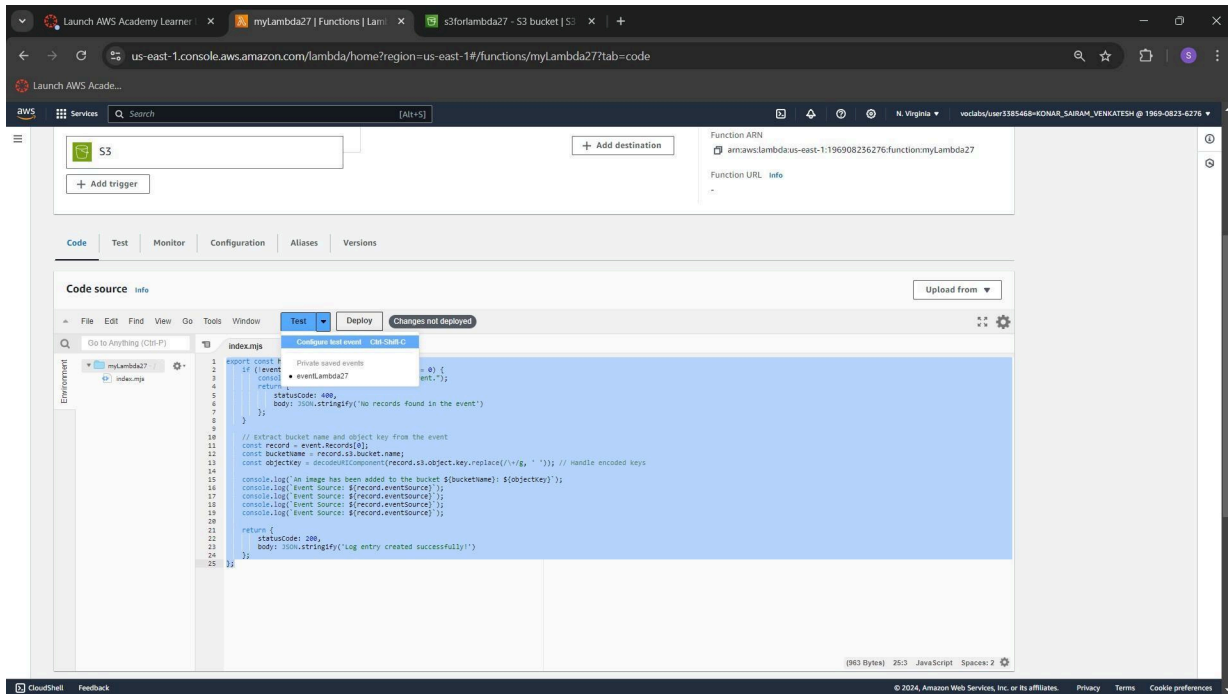 Launch AWS Academy Learner
myLambda27 | Functions | Lam
s3forlambda27 - S3 bucket | S3
us-east-1.console.aws.amazon.com/lambda/home?region=us-east-1#/functions/myLambda27?tab=code
S
Launch AWS Acade...
aws
Services
Search
[Alt+S]
N. Virginia
voclabs/user3385468=KONAR_SAIRAM_VENKATESH @ 1969-0823-6276
S3
+ Add trigger
+ Add destination
Function ARN
arn:aws:lambda:us-east-1:196908236276:function:myLambda27
Function URL Info
-
Code Test Monitor Configuration Aliases Versions
Code source Info
Upload from
File Edit Find View Go Tools Window Test Deploy Changes not deployed
Go to Anything (Ctrl-P)
index.mjs
Configure test event Ctrl-Shift-C
Private saved events
eventLambda27
Environment
myLambda27
index.mjs
1 export const
2 if (!event = 0) {
3 consol ent.");
4 return {
5 statusCode: 400,
6 body: JSON.stringify('No records found in the event')
7 };
8 }
9
10 // Extract bucket name and object key from the event
11 const record = event.Records[0];
12 const bucketName = record.s3.bucket.name;
13 const objectKey = decodeURIComponent(record.s3.object.key.replace(/\+/g, ' ')); // Handle encoded keys
14
15 console.log(`An image has been added to the bucket ${bucketName}: ${objectKey}`);
16 console.log(`Event Source: ${record.eventSource}`);
17 console.log(`Event Source: ${record.eventSource}`);
18 console.log(`Event Source: ${record.eventSource}`);
19 console.log(`Event Source: ${record.eventSource}`);
20
21 return {
22 statusCode: 200,
23 body: JSON.stringify('Log entry created successfully!')
24 };
25 };
(963 Bytes) 25:3 JavaScript Spaces: 2
CloudShell Feedback
© 2024, Amazon Web Services, Inc. or its affiliates. Privacy Terms Cookie preferences